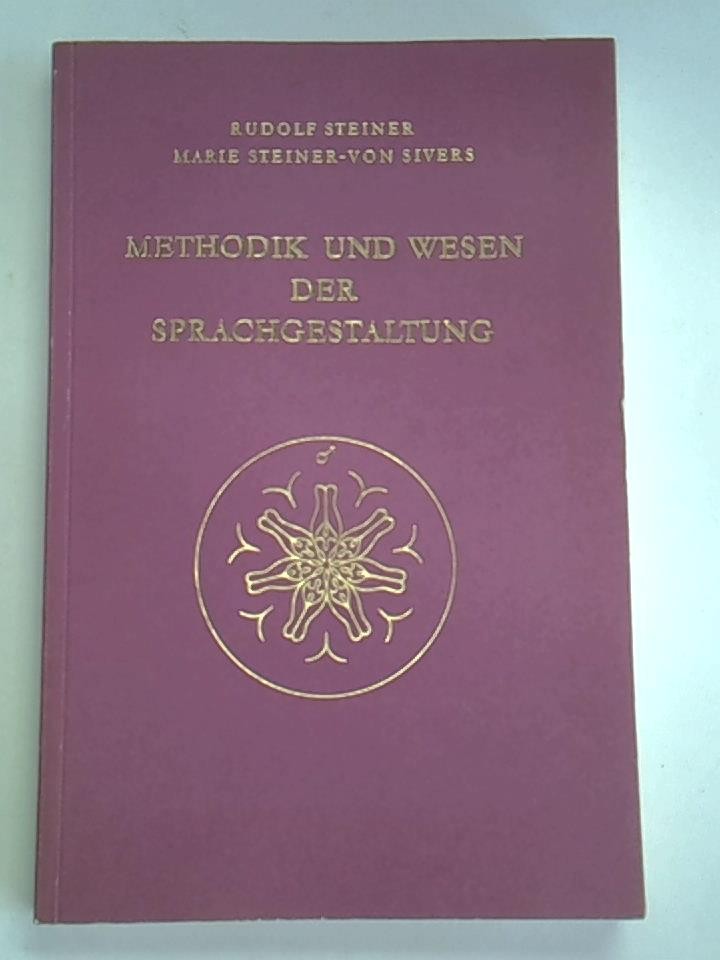 RUDOLF STEINER
MARIE STEINER-VON SIVERS
METHODIK UND WESEN
DER
SPRACHGESTALTUNG
♂